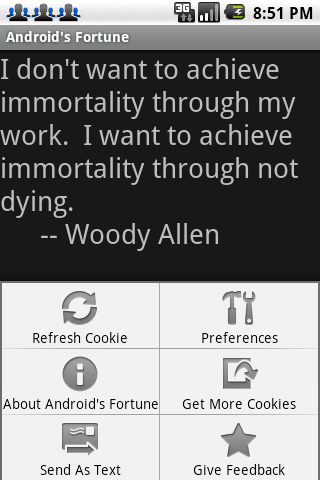 3G 8:51 PM
Android's Fortune
I don't want to achieve
immortality through my
work.  I want to achieve
immortality through not
dying.
-- Woody Allen
Refresh Cookie
Preferences
About Android's Fortune
Get More Cookies
Send As Text
Give Feedback